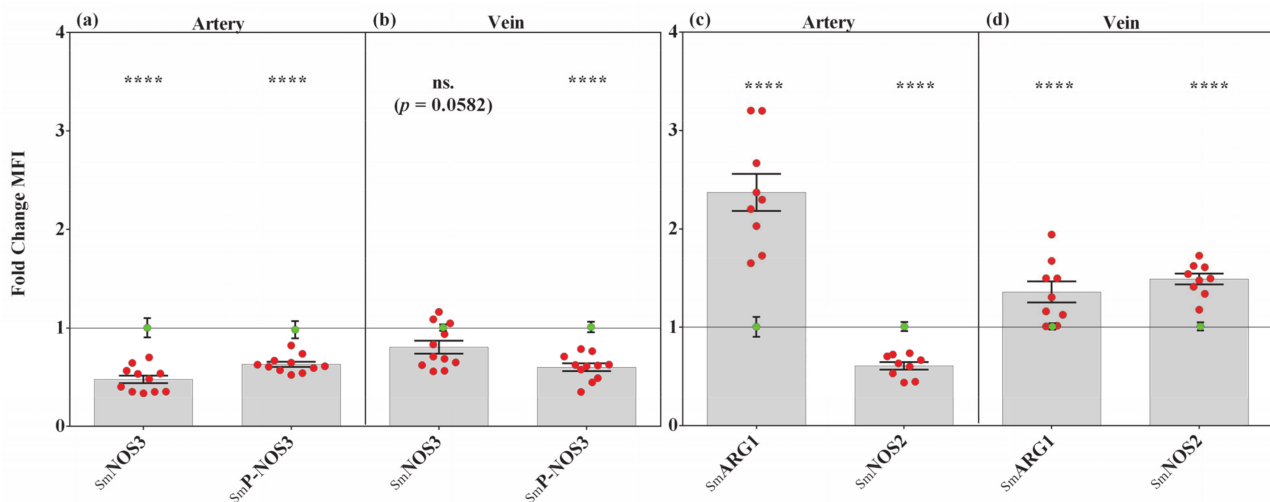 (a) Artery (b) Vein (c) Artery (d) Vein
4 4
**** **** ns. **** **** **** **** ****
(p = 0.0582)
3 3
Fold Change MFI
2 2
1 1
0 0
SmNOS3 SmP-NOS3 SmNOS3 SmP-NOS3 SmARG1 SmNOS2 SmARG1 SmNOS2